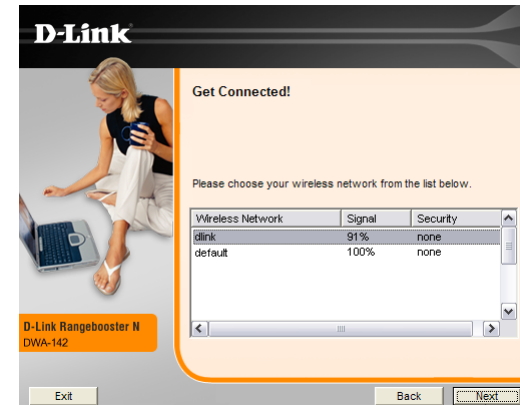 D-Link
Get Connected!
Please choose your wireless network from the list below.
Wireless Network Signal Security
dlink 91% none
default 100% none
D-Link Rangebooster N
DWA-142
Exit Back Next